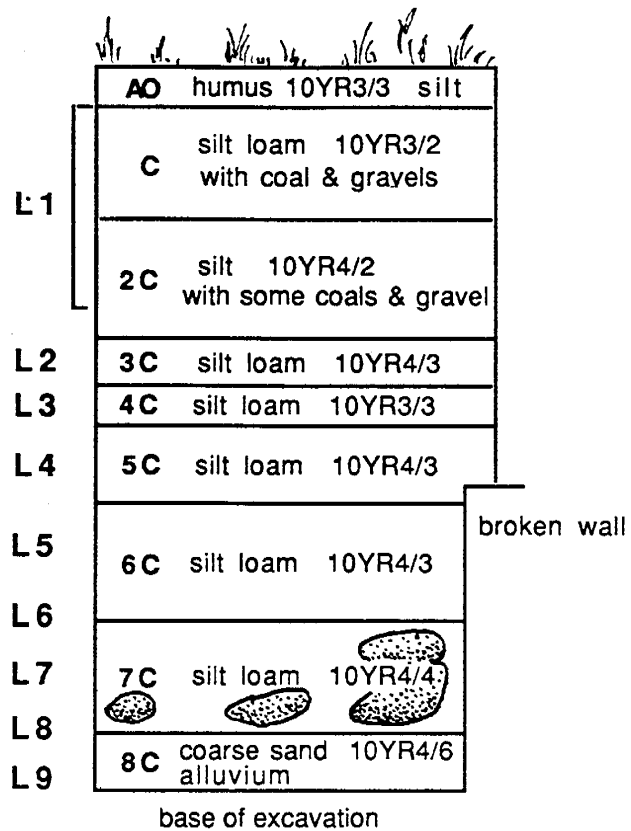 AO humus 10YR3/3 silt
L1
C silt loam 10YR3/2
with coal & gravels
2C silt 10YR4/2
with some coals & gravel
L2 3C silt loam 10YR4/3
L3 4C silt loam 10YR3/3
L4 5C silt loam 10YR4/3
broken wall
L5
6C silt loam 10YR4/3
L6
L7 7C silt loam 10YR4/4
L8
8C coarse sand 10YR4/6
alluvium
L9
base of excavation